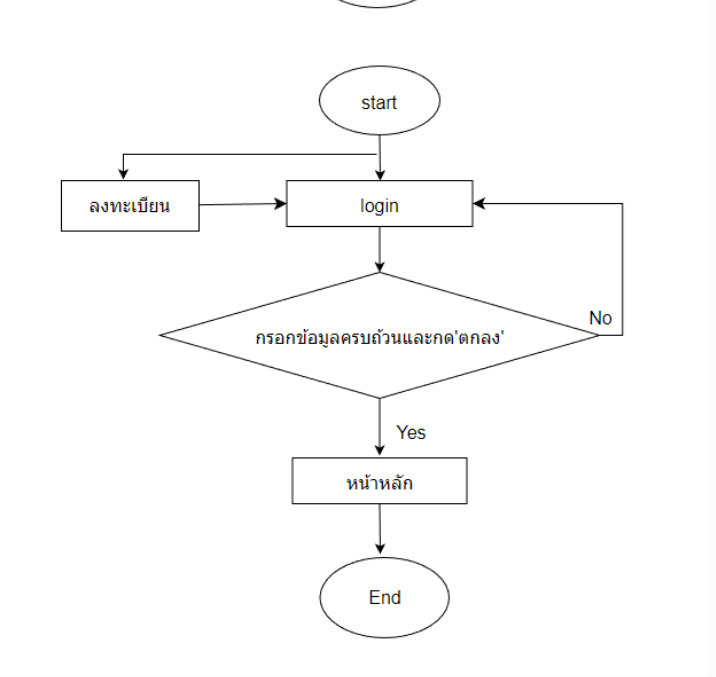 start
ลงทะเบียน
login
กรอกข้อมูลครบถ้วนและกด'ตกลง'
No
Yes
หน้าหลัก
End